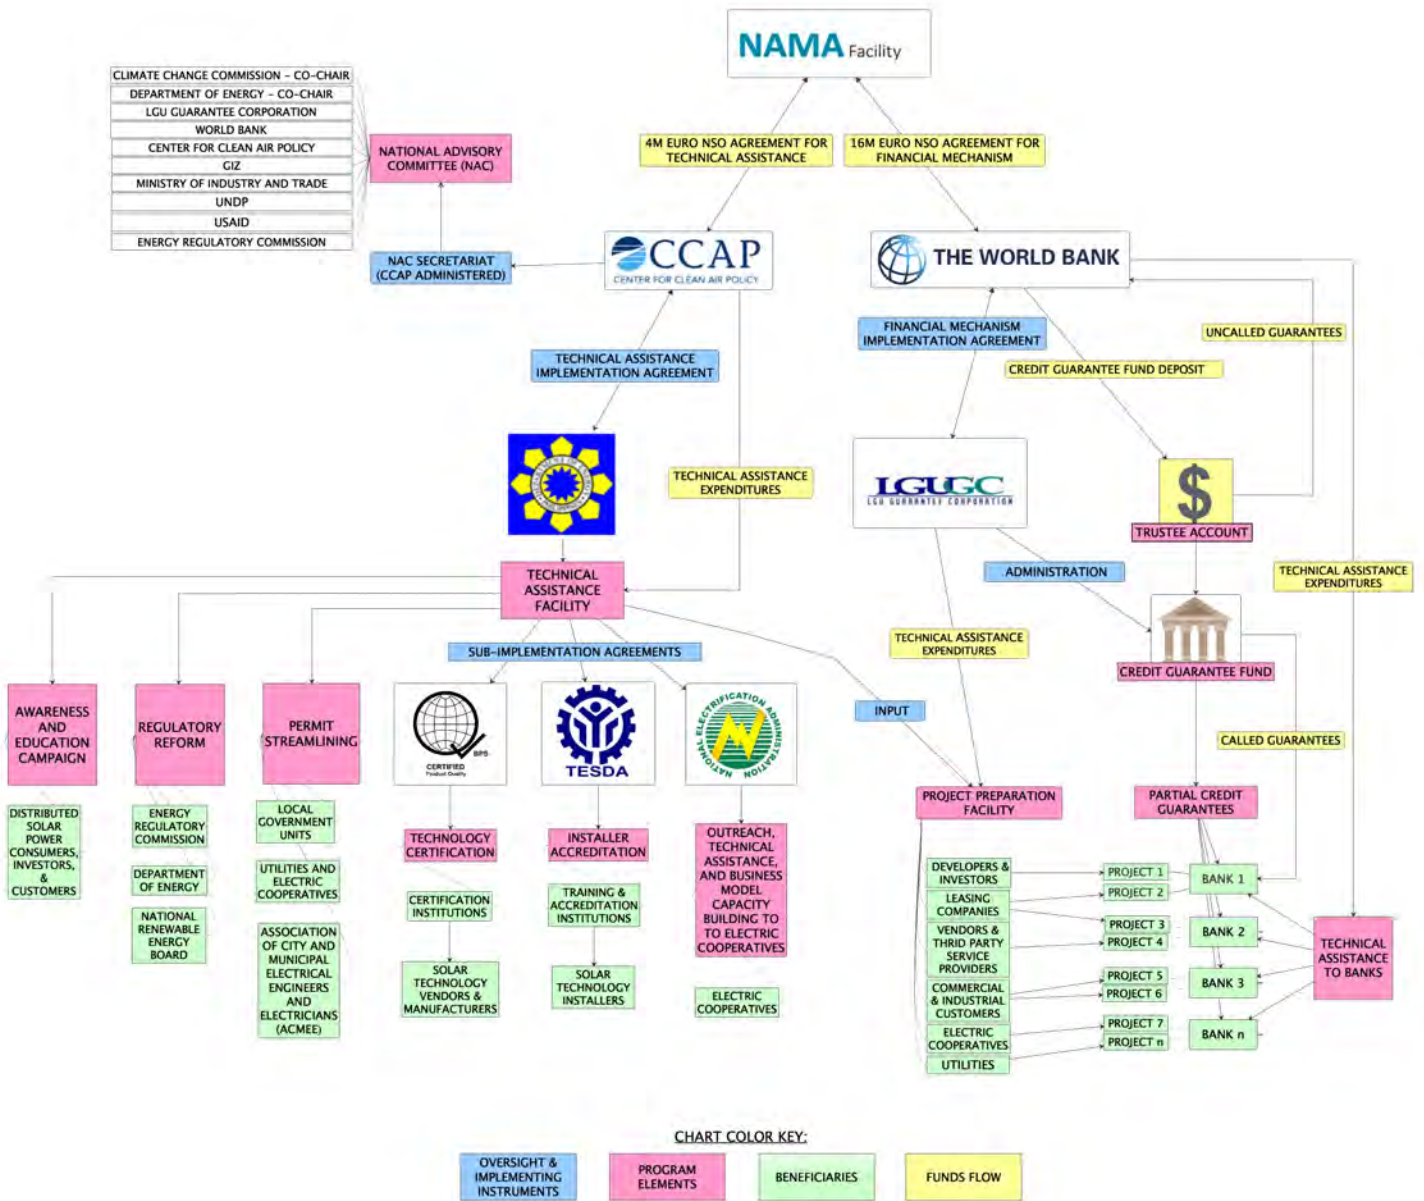 NAMA Facility
CLIMATE CHANGE COMMISSION - CO-CHAIR
DEPARTMENT OF ENERGY - CO-CHAIR
LGU GUARANTEE CORPORATION
WORLD BANK
CENTER FOR CLEAN AIR POLICY
GIZ
MINISTRY OF INDUSTRY AND TRADE
UNDP
USAID
ENERGY REGULATORY COMMISSION
NATIONAL ADVISORY
COMMITTEE (NAC)
4M EURO NSO AGREEMENT FOR
TECHNICAL ASSISTANCE
16M EURO NSO AGREEMENT FOR
FINANCIAL MECHANISM
NAC SECRETARIAT
(CCAP ADMINISTERED)
CCAP
CENTER FOR CLEAN AIR POLICY
THE WORLD BANK
TECHNICAL ASSISTANCE
IMPLEMENTATION AGREEMENT
FINANCIAL MECHANISM
IMPLEMENTATION AGREEMENT
UNCALLED GUARANTEES
CREDIT GUARANTEE FUND DEPOSIT
TECHNICAL ASSISTANCE
EXPENDITURES
LGUGC
LGU GUARANTEE CORPORATION
$
TRUSTEE ACCOUNT
TECHNICAL
ASSISTANCE
FACILITY
ADMINISTRATION
TECHNICAL ASSISTANCE
EXPENDITURES
SUB-IMPLEMENTATION AGREEMENTS
TECHNICAL ASSISTANCE
EXPENDITURES
CREDIT GUARANTEE FUND
AWARENESS
AND
EDUCATION
CAMPAIGN
REGULATORY
REFORM
PERMIT
STREAMLINING
BPS
CERTIFIED
Product Quality
TESDA
NATIONAL ELECTRIFICATION ADMINISTRATION
INPUT
CALLED GUARANTEES
PROJECT PREPARATION
FACILITY
PARTIAL CREDIT
GUARANTEES
DISTRIBUTED
SOLAR
POWER
CONSUMERS,
INVESTORS,
&
CUSTOMERS
ENERGY
REGULATORY
COMMISSION
DEPARTMENT
OF ENERGY
NATIONAL
RENEWABLE
ENERGY
BOARD
LOCAL
GOVERNMENT
UNITS
UTILITIES AND
ELECTRIC
COOPERATIVES
ASSOCIATION OF
CITY AND
MUNICIPAL
ELECTRICAL
ENGINEERS
AND
ELECTRICIANS
(ACMEE)
TECHNOLOGY
CERTIFICATION
CERTIFICATION
INSTITUTIONS
SOLAR
TECHNOLOGY
VENDORS &
MANUFACTURERS
INSTALLER
ACCREDITATION
TRAINING &
ACCREDITATION
INSTITUTIONS
SOLAR
TECHNOLOGY
INSTALLERS
OUTREACH,
TECHNICAL
ASSISTANCE,
AND BUSINESS
MODEL
CAPACITY
BUILDING TO
TO ELECTRIC
COOPERATIVES
ELECTRIC
COOPERATIVES
DEVELOPERS &
INVESTORS
LEASING
COMPANIES
VENDORS &
THRID PARTY
SERVICE
PROVIDERS
COMMERCIAL
& INDUSTRIAL
CUSTOMERS
ELECTRIC
COOPERATIVES
UTILITIES
PROJECT 1
PROJECT 2
PROJECT 3
PROJECT 4
PROJECT 5
PROJECT 6
PROJECT 7
PROJECT n
BANK 1
BANK 2
BANK 3
BANK n
TECHNICAL
ASSISTANCE
TO BANKS
CHART COLOR KEY:
OVERSIGHT &
IMPLEMENTING
INSTRUMENTS
PROGRAM
ELEMENTS
BENEFICIARIES
FUNDS FLOW